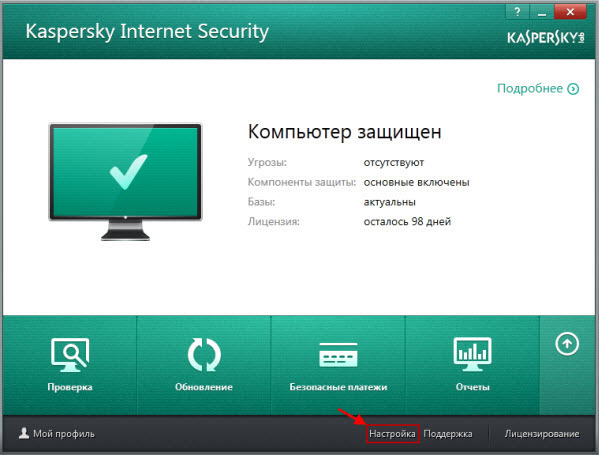 Kaspersky Internet Security
?
KASPERSKY lab
Подробнее
Компьютер защищен
Угрозы: отсутствуют
Компоненты защиты: основные включены
Базы: актуальны
Лицензия: осталось 98 дней
Проверка Обновление Безопасные платежи Отчеты
Мой профиль Настройка Поддержка Лицензирование